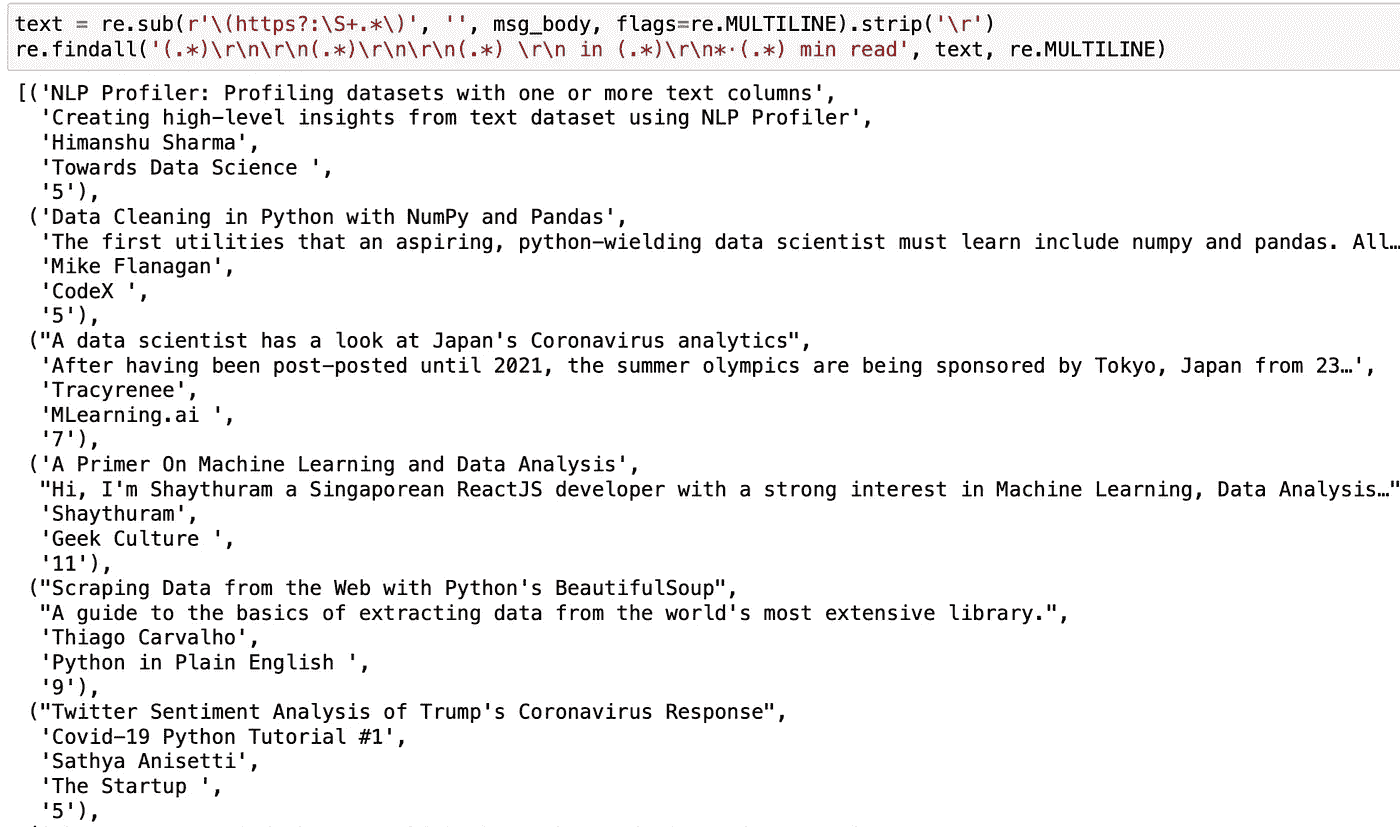 text = re.sub(r'\(https?:\S+.*\)', '', msg_body, flags=re.MULTILINE).strip('\r')
re.findall('(.*)\r\n\r\n(.*)\r\n\r\n(.*) \r\n in (.*)\r\n*·(.*) min read', text, re.MULTILINE)
[('NLP Profiler: Profiling datasets with one or more text columns',
'Creating high-level insights from text dataset using NLP Profiler',
'Himanshu Sharma',
'Towards Data Science ',
'5'),
('Data Cleaning in Python with NumPy and Pandas',
'The first utilities that an aspiring, python-wielding data scientist must learn include numpy and pandas. All…
'Mike Flanagan',
'CodeX ',
'5'),
("A data scientist has a look at Japan's Coronavirus analytics",
'After having been post-posted until 2021, the summer olympics are being sponsored by Tokyo, Japan from 23…',
'Tracyrenee',
'MLearning.ai ',
'7'),
('A Primer On Machine Learning and Data Analysis',
"Hi, I'm Shaythuram a Singaporean ReactJS developer with a strong interest in Machine Learning, Data Analysis…"
'Shaythuram',
'Geek Culture ',
'11'),
("Scraping Data from the Web with Python's BeautifulSoup",
"A guide to the basics of extracting data from the world's most extensive library.",
'Thiago Carvalho',
'Python in Plain English ',
'9'),
("Twitter Sentiment Analysis of Trump's Coronavirus Response",
'Covid-19 Python Tutorial #1',
'Sathya Anisetti',
'The Startup ',
'5'),